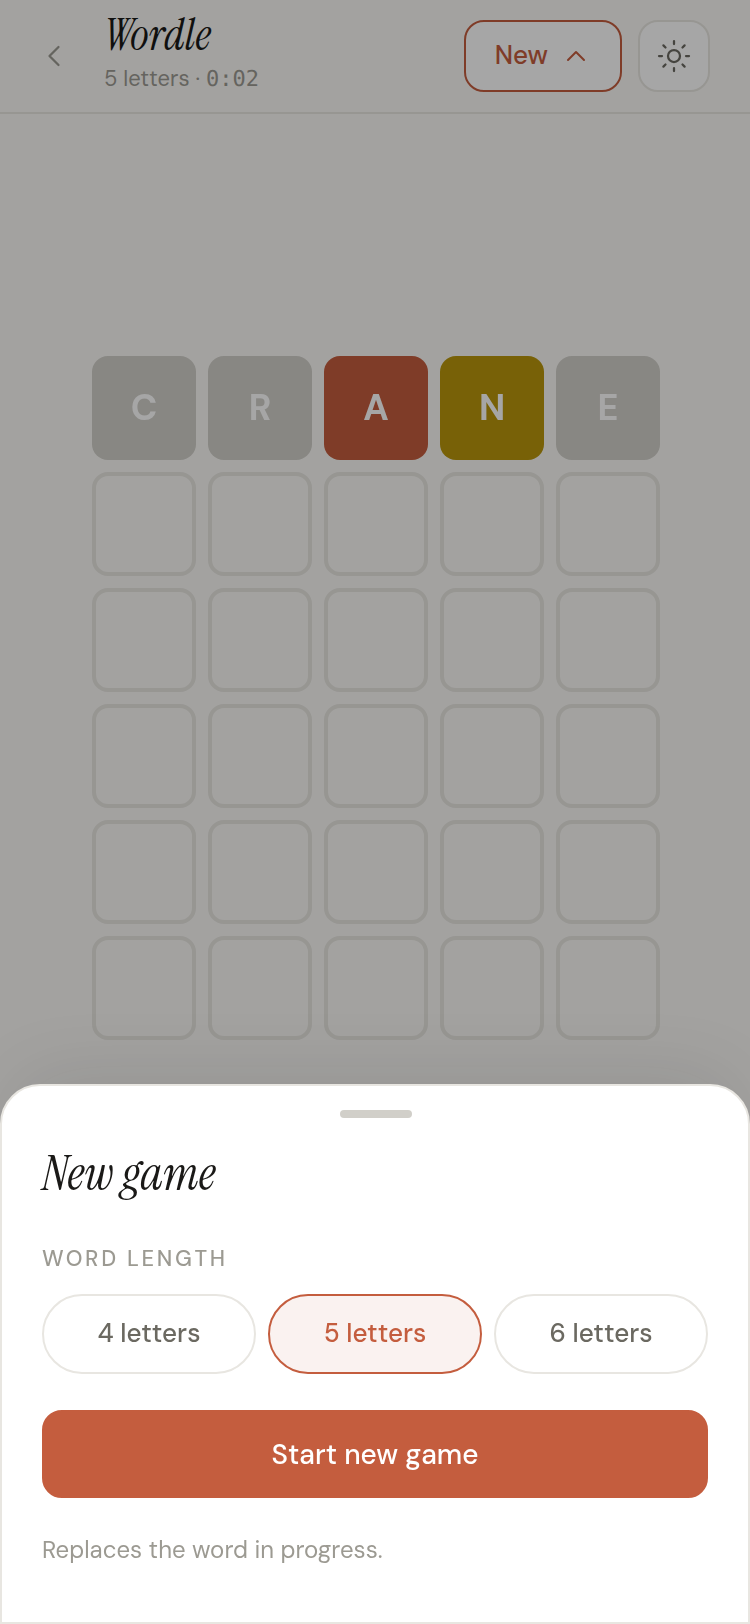 Wordle
5 letters · 0:02
New
C R A N E
New game
WORD LENGTH
4 letters 5 letters 6 letters
Start new game
Replaces the word in progress.